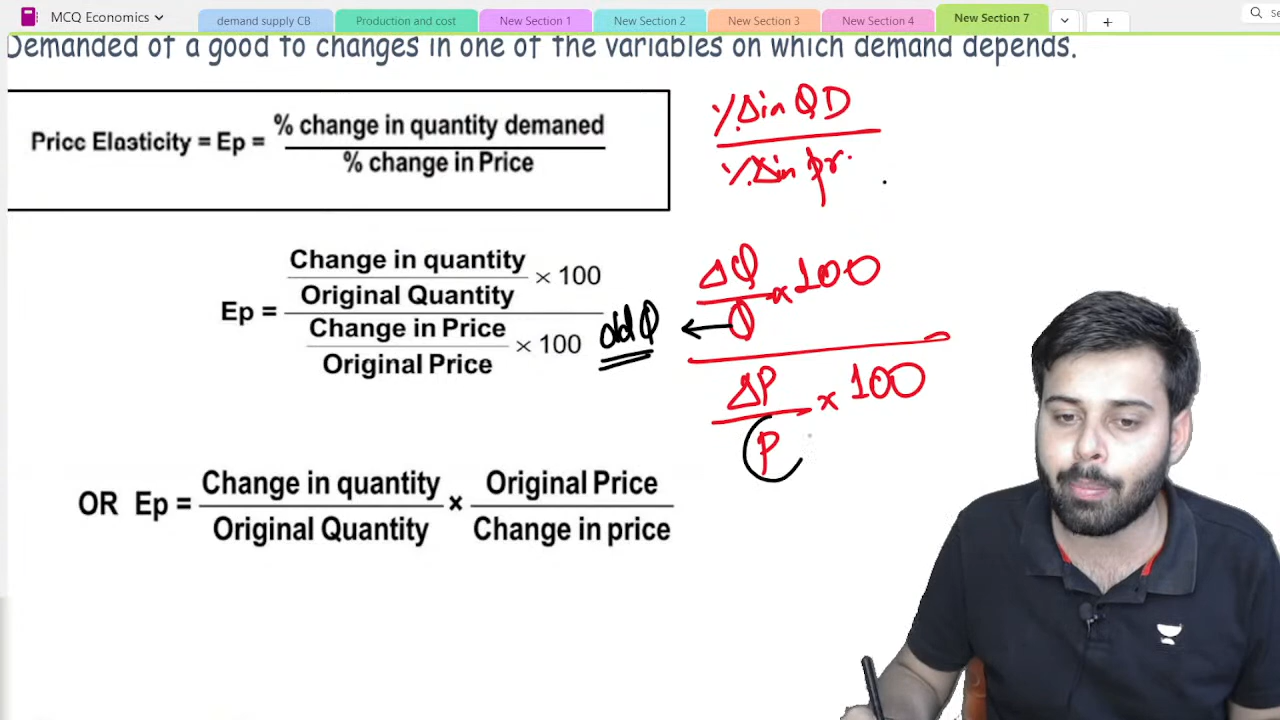 MCQ Economics
demand supply CB
Production and cost
New Section 1
New Section 2
New Section 3
New Section 4
New Section 7
+
Demanded of a good to changes in one of the variables on which demand depends.
Price Elasticity = Ep = % change in quantity demaned
% change in Price
%Δin QD
%Δin pr.
Ep = Change in quantity
Original Quantity × 100
Change in Price
Original Price × 100
old Q
ΔQ
Q × 100
ΔP
P × 100
OR Ep = Change in quantity × Original Price
Original Quantity Change in price